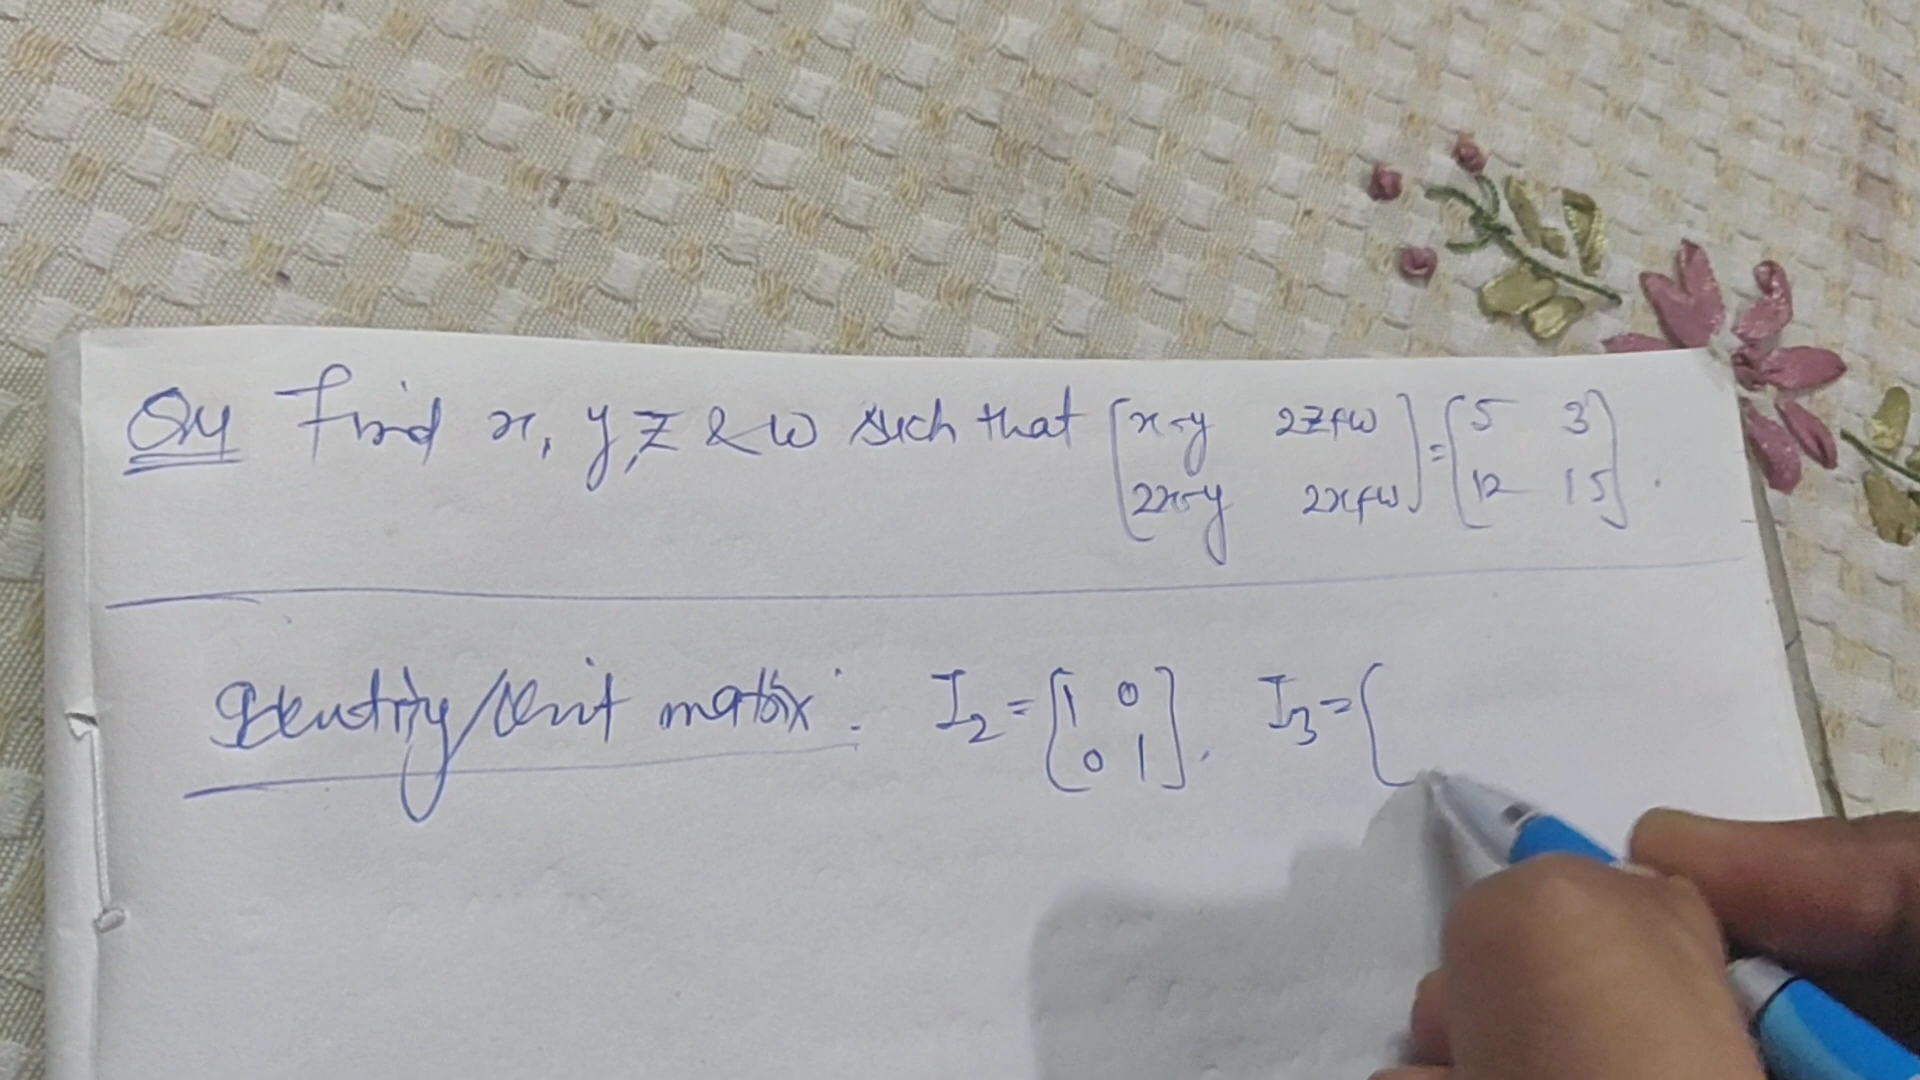 Q4 Find x, y, z & w such that [x-y 2z+w
2x-y 2x+w] = [5 3
12 15].
Identity/Unit matrix: I2 = [1 0
0 1], I3 = [